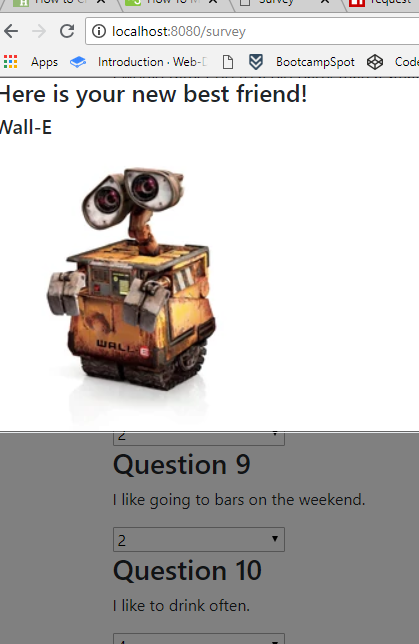 How to C
How To M
Survey
request
localhost:8080/survey
Apps
Introduction · Web-D
BootcampSpot
Code
Here is your new best friend!
Wall-E
WALL-E
2
Question 9
I like going to bars on the weekend.
2
Question 10
I like to drink often.